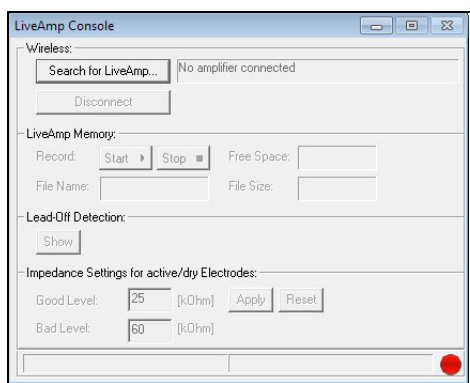 LiveAmp Console
Wireless:
Search for LiveAmp... No amplifier connected
Disconnect
LiveAmp Memory:
Record: Start Stop Free Space:
File Name: File Size:
Lead-Off Detection:
Show
Impedance Settings for active/dry Electrodes:
Good Level: 25 [kOhm] Apply Reset
Bad Level: 60 [kOhm]